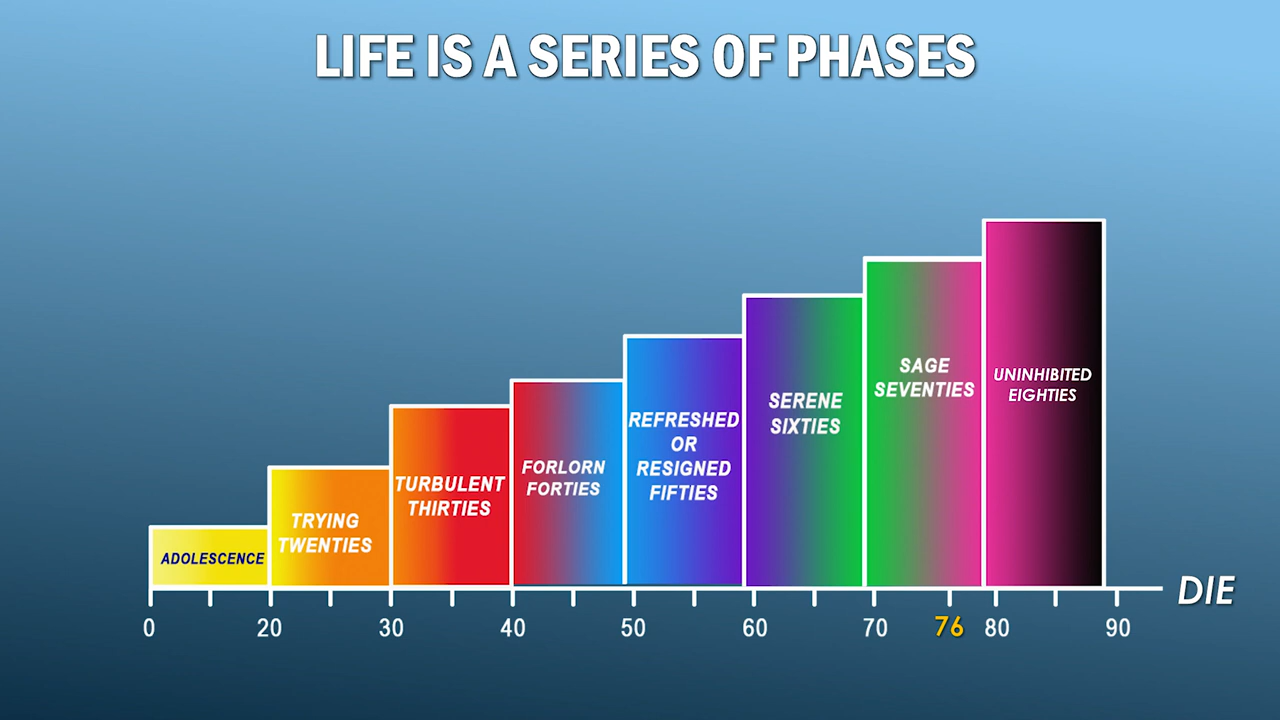 LIFE IS A SERIES OF PHASES
ADOLESCENCE
TRYING
TWENTIES
TURBULENT
THIRTIES
FORLORN
FORTIES
REFRESHED
OR
RESIGNED
FIFTIES
SERENE
SIXTIES
SAGE
SEVENTIES
UNINHIBITED
EIGHTIES
DIE
0 20 30 40 50 60 70 76 80 90